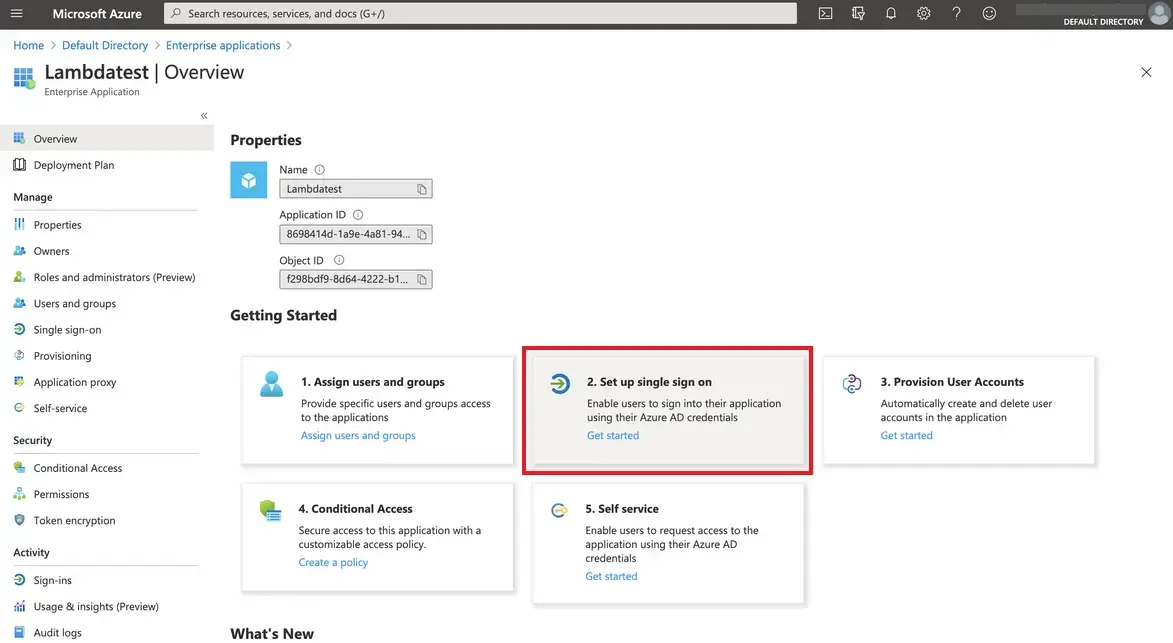 Microsoft Azure
Search resources, services, and docs (G+/)
DEFAULT DIRECTORY
Home > Default Directory > Enterprise applications >
Lambdatest | Overview
Enterprise Application
«
Overview
Deployment Plan
Manage
Properties
Owners
Roles and administrators (Preview)
Users and groups
Single sign-on
Provisioning
Application proxy
Self-service
Security
Conditional Access
Permissions
Token encryption
Activity
Sign-ins
Usage & insights (Preview)
Audit logs
Properties
Name
Lambdatest
Application ID
8698414d-1a9e-4a81-94...
Object ID
f298bdf9-8d64-4222-b1...
Getting Started
1. Assign users and groups
Provide specific users and groups access
to the applications
Assign users and groups
2. Set up single sign on
Enable users to sign into their application
using their Azure AD credentials
Get started
3. Provision User Accounts
Automatically create and delete user
accounts in the application
Get started
4. Conditional Access
Secure access to this application with a
customizable access policy.
Create a policy
5. Self service
Enable users to request access to the
application using their Azure AD
credentials
Get started
What's New